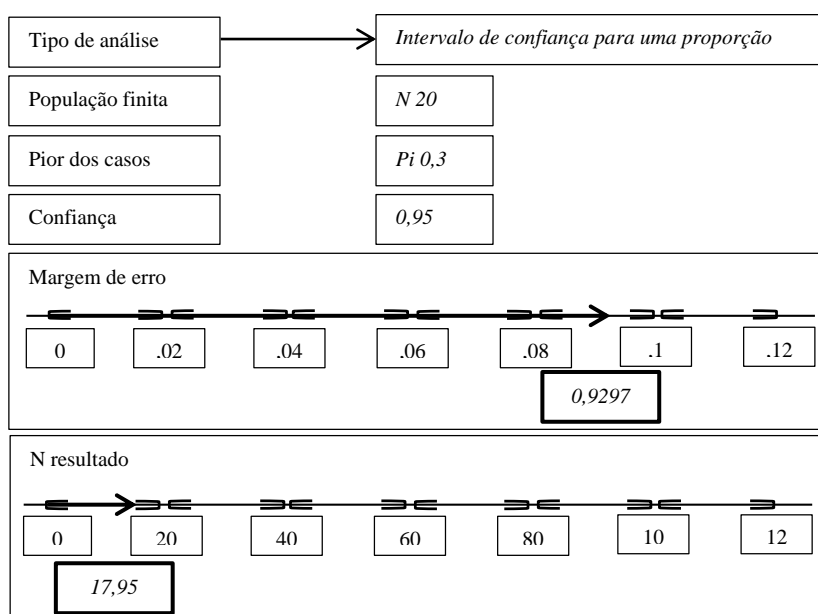 Tipo de análise
Intervalo de confiança para uma proporção
População finita
N 20
Pior dos casos
Pi 0,3
Confiança
0,95
Margem de erro
0 .02 .04 .06 .08 .1 .12
0,9297
N resultado
0 20 40 60 80 10 12
17,95